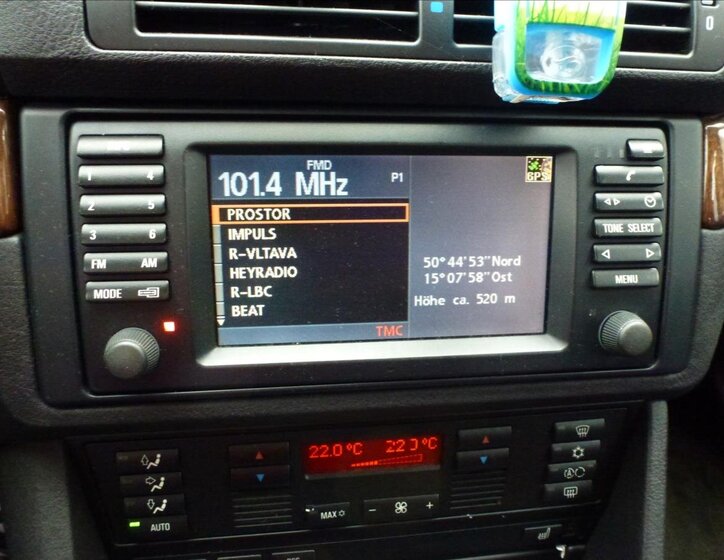 0
FMD
101.4 MHz P1
GPS
PROSTOR
IMPULS
R-VLTAVA
HEYRADIO
R-LBC
BEAT
50°44'53"Nord
15°07'58"Ost
Höhe ca. 520 m
TMC
1 4
2 5
3 6
FM AM
MODE
TONE SELECT
MENU
22.0°C 22.0°C
MAX
- +
AUTO